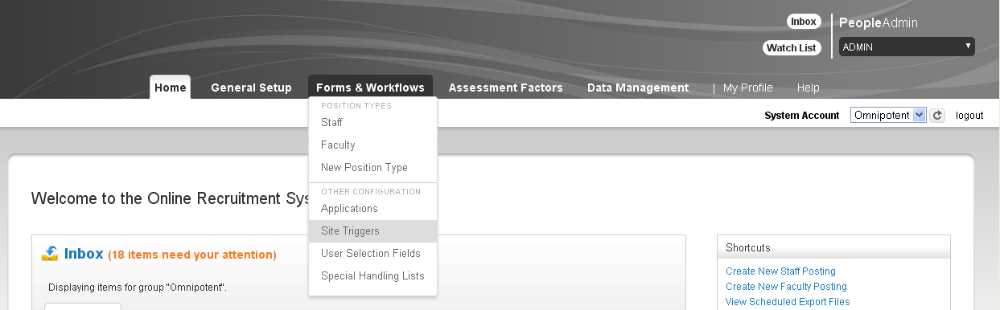 Inbox
PeopleAdmin
Watch List
ADMIN
Home
General Setup
Forms & Workflows
Assessment Factors
Data Management
|
My Profile
Help
System Account
Omnipotent
logout
POSITION TYPES
Staff
Faculty
New Position Type
OTHER CONFIGURATION
Applications
Site Triggers
User Selection Fields
Special Handling Lists
Welcome to the Online Recruitment Sys
Inbox (18 items need your attention)
Displaying items for group "Omnipotent".
Shortcuts
Create New Staff Posting
Create New Faculty Posting
View Scheduled Export Files